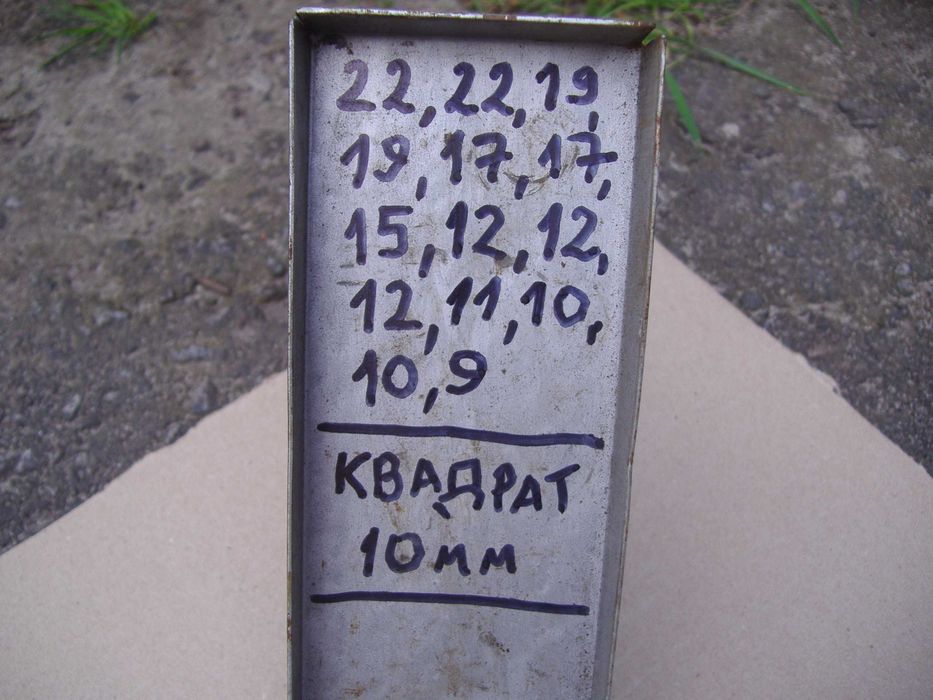 22, 22, 19,
19, 17, 17,
15, 12, 12,
12, 11, 10,
10, 9
КВАДРАТ
10мм